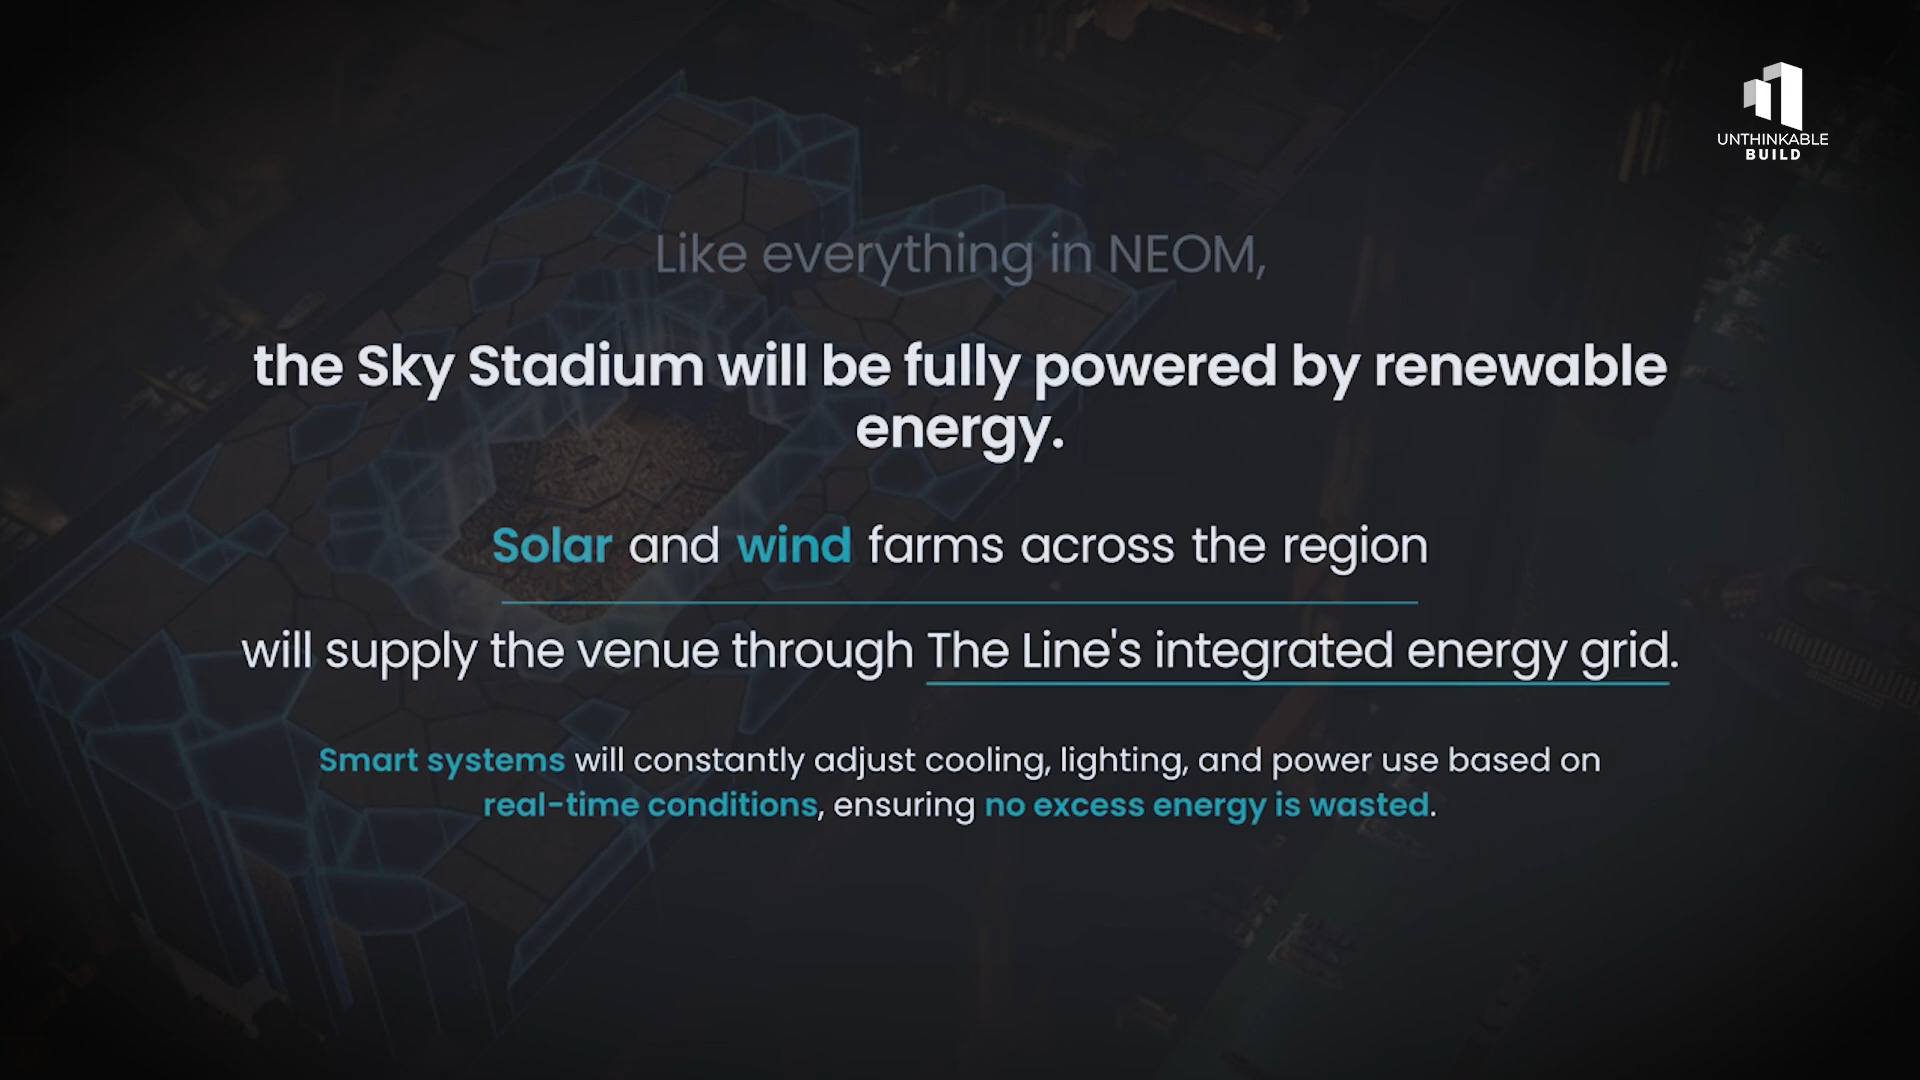 UNTHINKABLE
BUILD
Like everything in NEOM,
the Sky Stadium will be fully powered by renewable
energy.
Solar and wind farms across the region
will supply the venue through The Line's integrated energy grid.
Smart systems will constantly adjust cooling, lighting, and power use based on
real-time conditions, ensuring no excess energy is wasted.